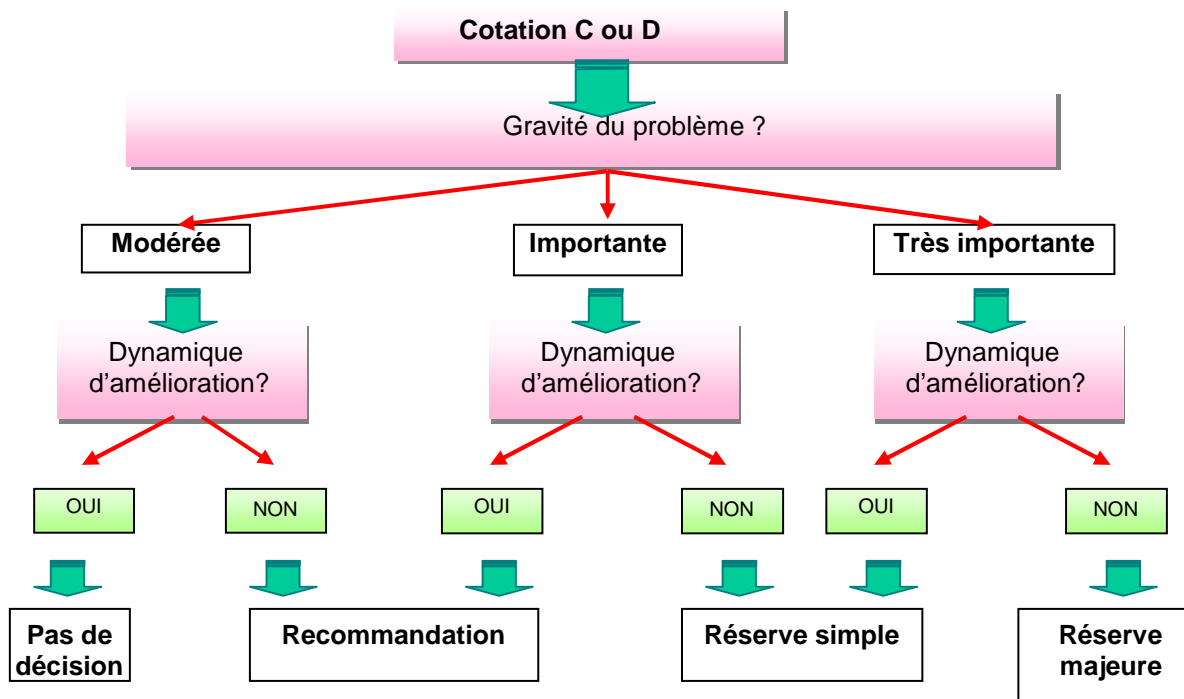 Cotation C ou D
Gravité du problème ?
Modérée
Importante
Très importante
Dynamique
d’amélioration?
Dynamique
d’amélioration?
Dynamique
d’amélioration?
OUI
NON
OUI
NON
OUI
NON
Pas de
décision
Recommandation
Réserve simple
Réserve
majeure